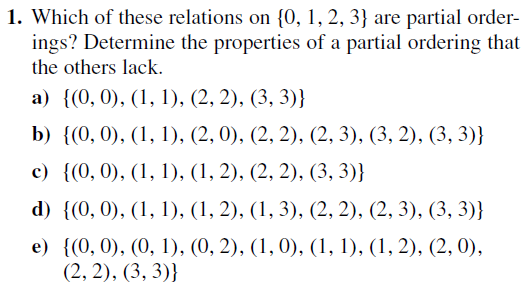 1. Which of these relations on {0, 1, 2, 3} are partial order-
ings? Determine the properties of a partial ordering that
the others lack.
a) {(0, 0), (1, 1), (2, 2), (3, 3)}
b) {(0, 0), (1, 1), (2, 0), (2, 2), (2, 3), (3, 2), (3, 3)}
c) {(0, 0), (1, 1), (1, 2), (2, 2), (3, 3)}
d) {(0, 0), (1, 1), (1, 2), (1, 3), (2, 2), (2, 3), (3, 3)}
e) {(0, 0), (0, 1), (0, 2), (1, 0), (1, 1), (1, 2), (2, 0),
(2, 2), (3, 3)}